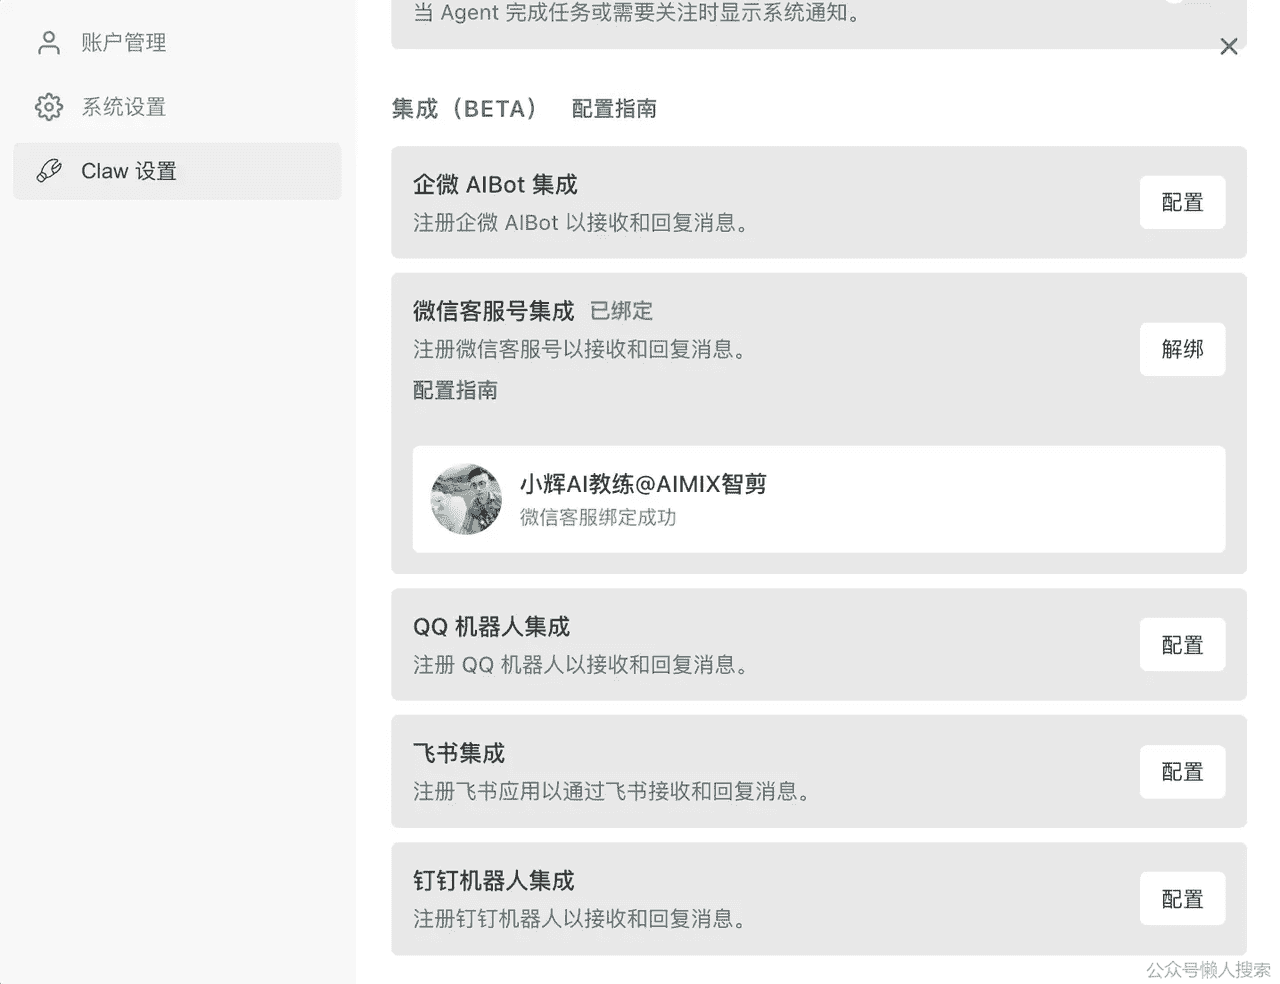 账户管理
系统设置
Claw 设置
当 Agent 完成任务或需要关注时显示系统通知。
集成（BETA） 配置指南
企微 AIBot 集成
注册企微 AIBot 以接收和回复消息。
配置
微信客服号集成 已绑定
注册微信客服号以接收和回复消息。
配置指南
解绑
小辉AI教练@AIMIX智剪
微信客服绑定成功
QQ 机器人集成
注册 QQ 机器人以接收和回复消息。
配置
飞书集成
注册飞书应用以通过飞书接收和回复消息。
配置
钉钉机器人集成
注册钉钉机器人以接收和回复消息。
配置
公众号懒人搜索